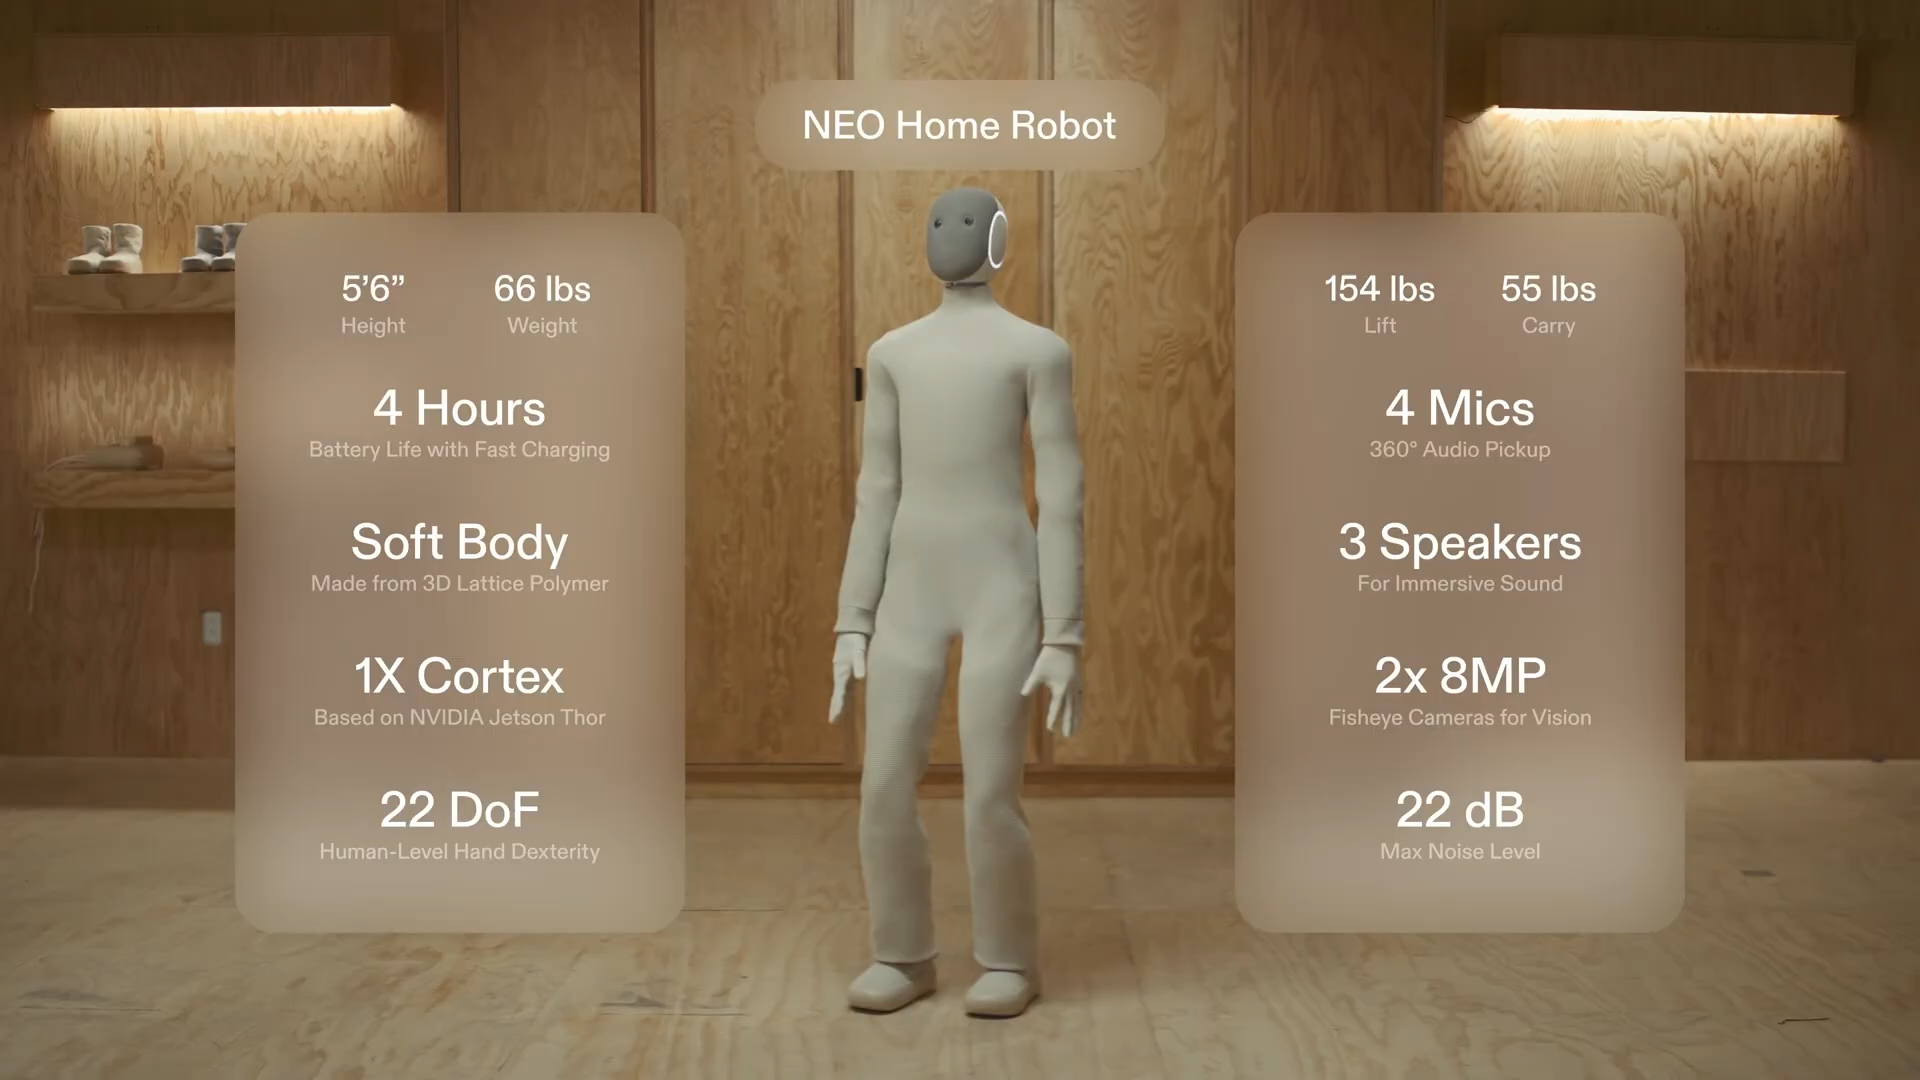 NEO Home Robot
5’6” 66 lbs
Height Weight
4 Hours
Battery Life with Fast Charging
Soft Body
Made from 3D Lattice Polymer
1X Cortex
Based on NVIDIA Jetson Thor
22 DoF
Human-Level Hand Dexterity
154 lbs 55 lbs
Lift Carry
4 Mics
360° Audio Pickup
3 Speakers
For Immersive Sound
2x 8MP
Fisheye Cameras for Vision
22 dB
Max Noise Level